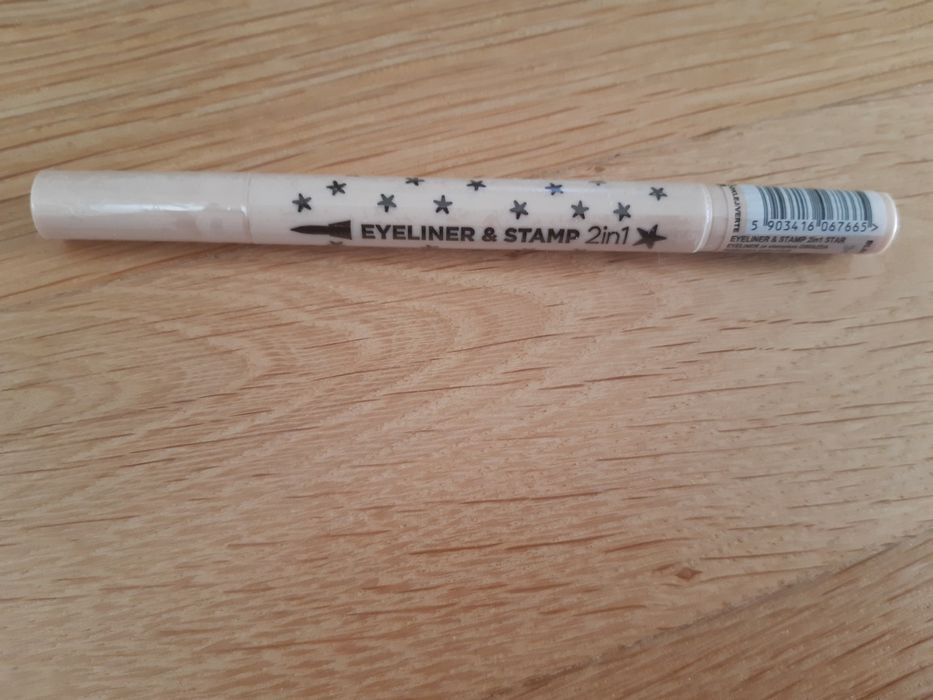 EYELINER & STAMP 2in1
5 903416 067665 >
EYELINER & STAMP 2in1 STAR